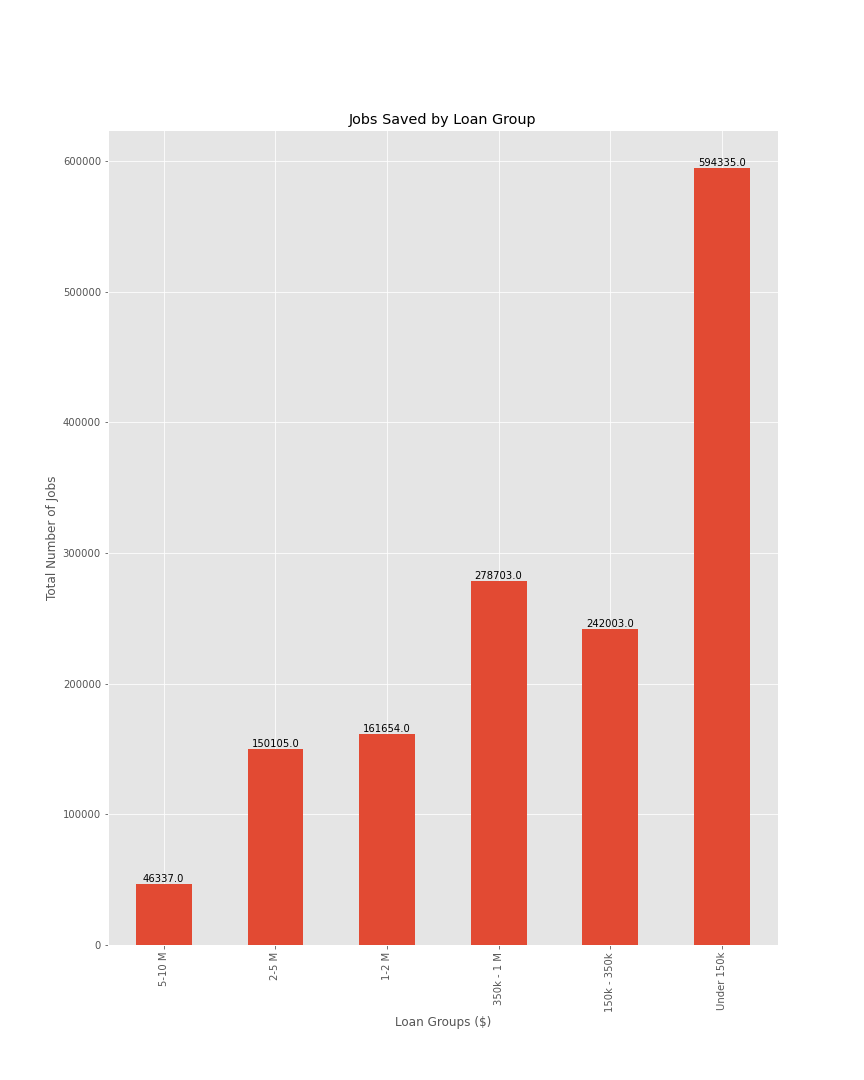 Jobs Saved by Loan Group
Total Number of Jobs
600000
500000
400000
300000
200000
100000
0
46337.0
150105.0
161654.0
278703.0
242003.0
594335.0
5-10 M
2-5 M
1-2 M
350k - 1 M
150k - 350k
Under 150k
Loan Groups ($)